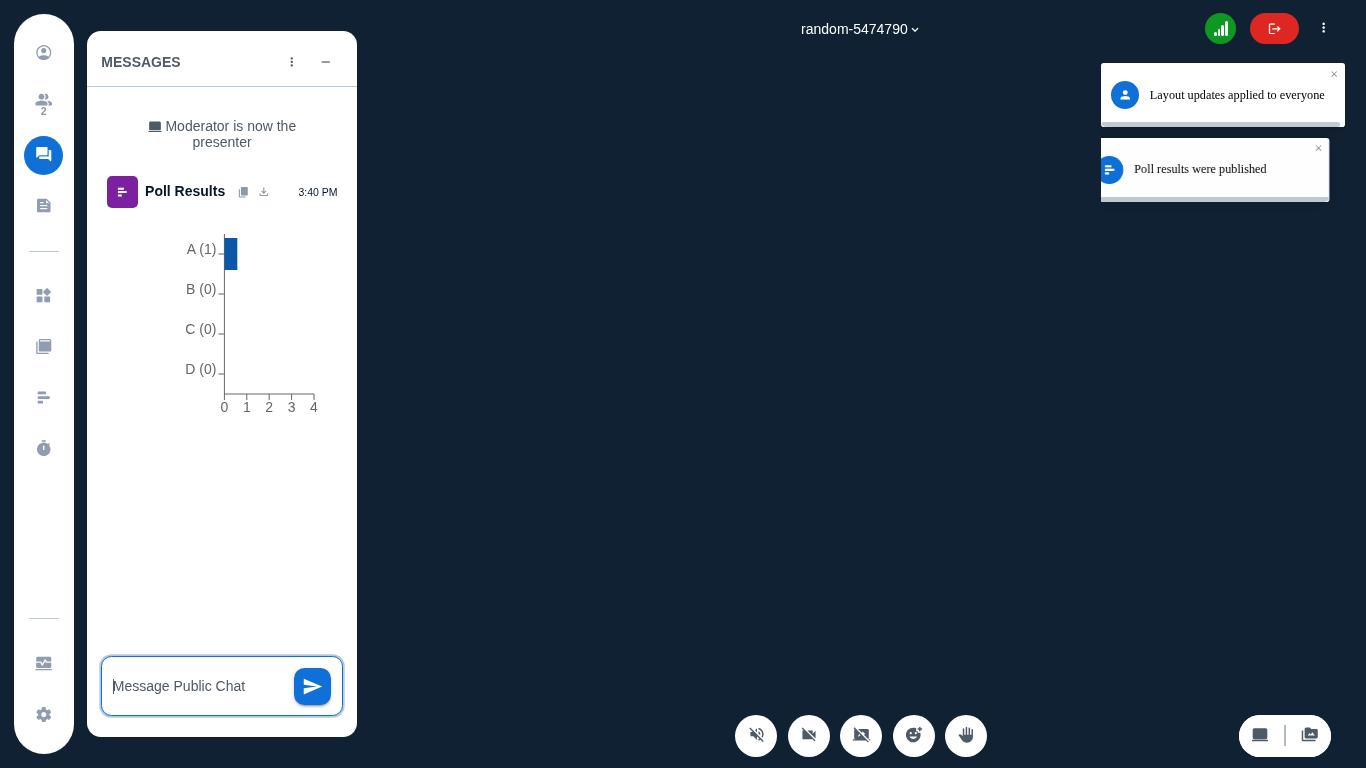 random-5474790
2
MESSAGES
Moderator is now the
presenter
Poll Results
3:40 PM
A (1)
B (0)
C (0)
D (0)
0 1 2 3 4
Message Public Chat
Layout updates applied to everyone
Poll results were published